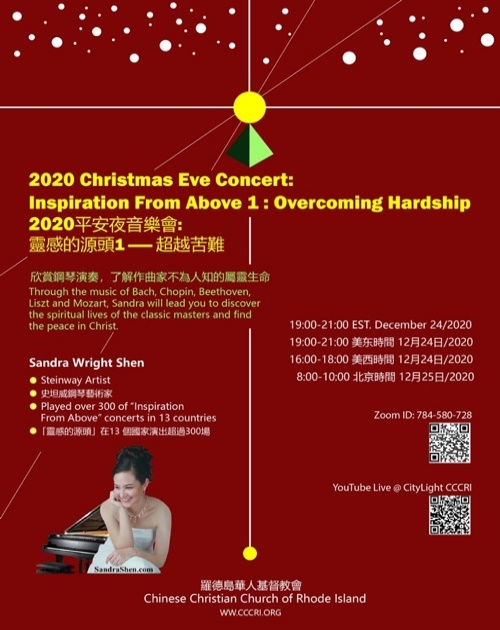 2020 Christmas Eve Concert:
Inspiration From Above 1 : Overcoming Hardship
2020平安夜音樂會:
靈感的源頭1 —— 超越苦難
欣賞鋼琴演奏，了解作曲家不為人知的屬靈生命
Through the music of Bach, Chopin, Beethoven,
Liszt and Mozart, Sandra will lead you to discover
the spiritual lives of the classic masters and find
the peace in Christ.
19:00-21:00 EST. December 24/2020
19:00-21:00 美东時間 12月24日/2020
16:00-18:00 美西時間 12月24日/2020
8:00-10:00 北京時間 12月25日/2020
Sandra Wright Shen
Steinway Artist
史坦威鋼琴藝術家
Played over 300 of “Inspiration
From Above” concerts in 13 countries
「靈感的源頭」在13 個國家演出超過300場
Zoom ID: 784-580-728
YouTube Live @ CityLight CCCRI
SandraShen.com
羅德島華人基督教會
Chinese Christian Church of Rhode Island
WW.CCCRI.ORG